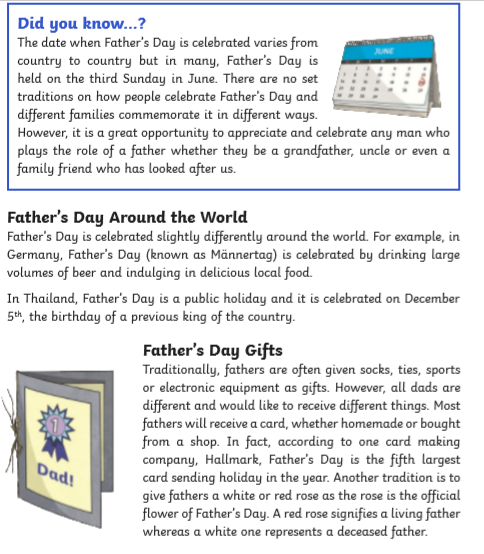 Did you know...?
The date when Father's Day is celebrated varies from
country to country but in many, Father's Day is
held on the third Sunday in June. There are no set
traditions on how people celebrate Father's Day and
different families commemorate it in different ways.
However, it is a great opportunity to appreciate and celebrate any man who
plays the role of a father whether they be a grandfather, uncle or even a
family friend who has looked after us.
JUNE
Father's Day Around the World
Father's Day is celebrated slightly differently around the world. For example, in
Germany, Father's Day (known as Männertag) is celebrated by drinking large
volumes of beer and indulging in delicious local food.
In Thailand, Father's Day is a public holiday and it is celebrated on December
5th, the birthday of a previous king of the country.
Father's Day Gifts
Traditionally, fathers are often given socks, ties, sports
or electronic equipment as gifts. However, all dads are
different and would like to receive different things. Most
fathers will receive a card, whether homemade or bought
from a shop. In fact, according to one card making
company, Hallmark, Father's Day is the fifth largest
card sending holiday in the year. Another tradition is to
give fathers a white or red rose as the rose is the official
flower of Father's Day. A red rose signifies a living father
whereas a white one represents a deceased father.
1
Dad!